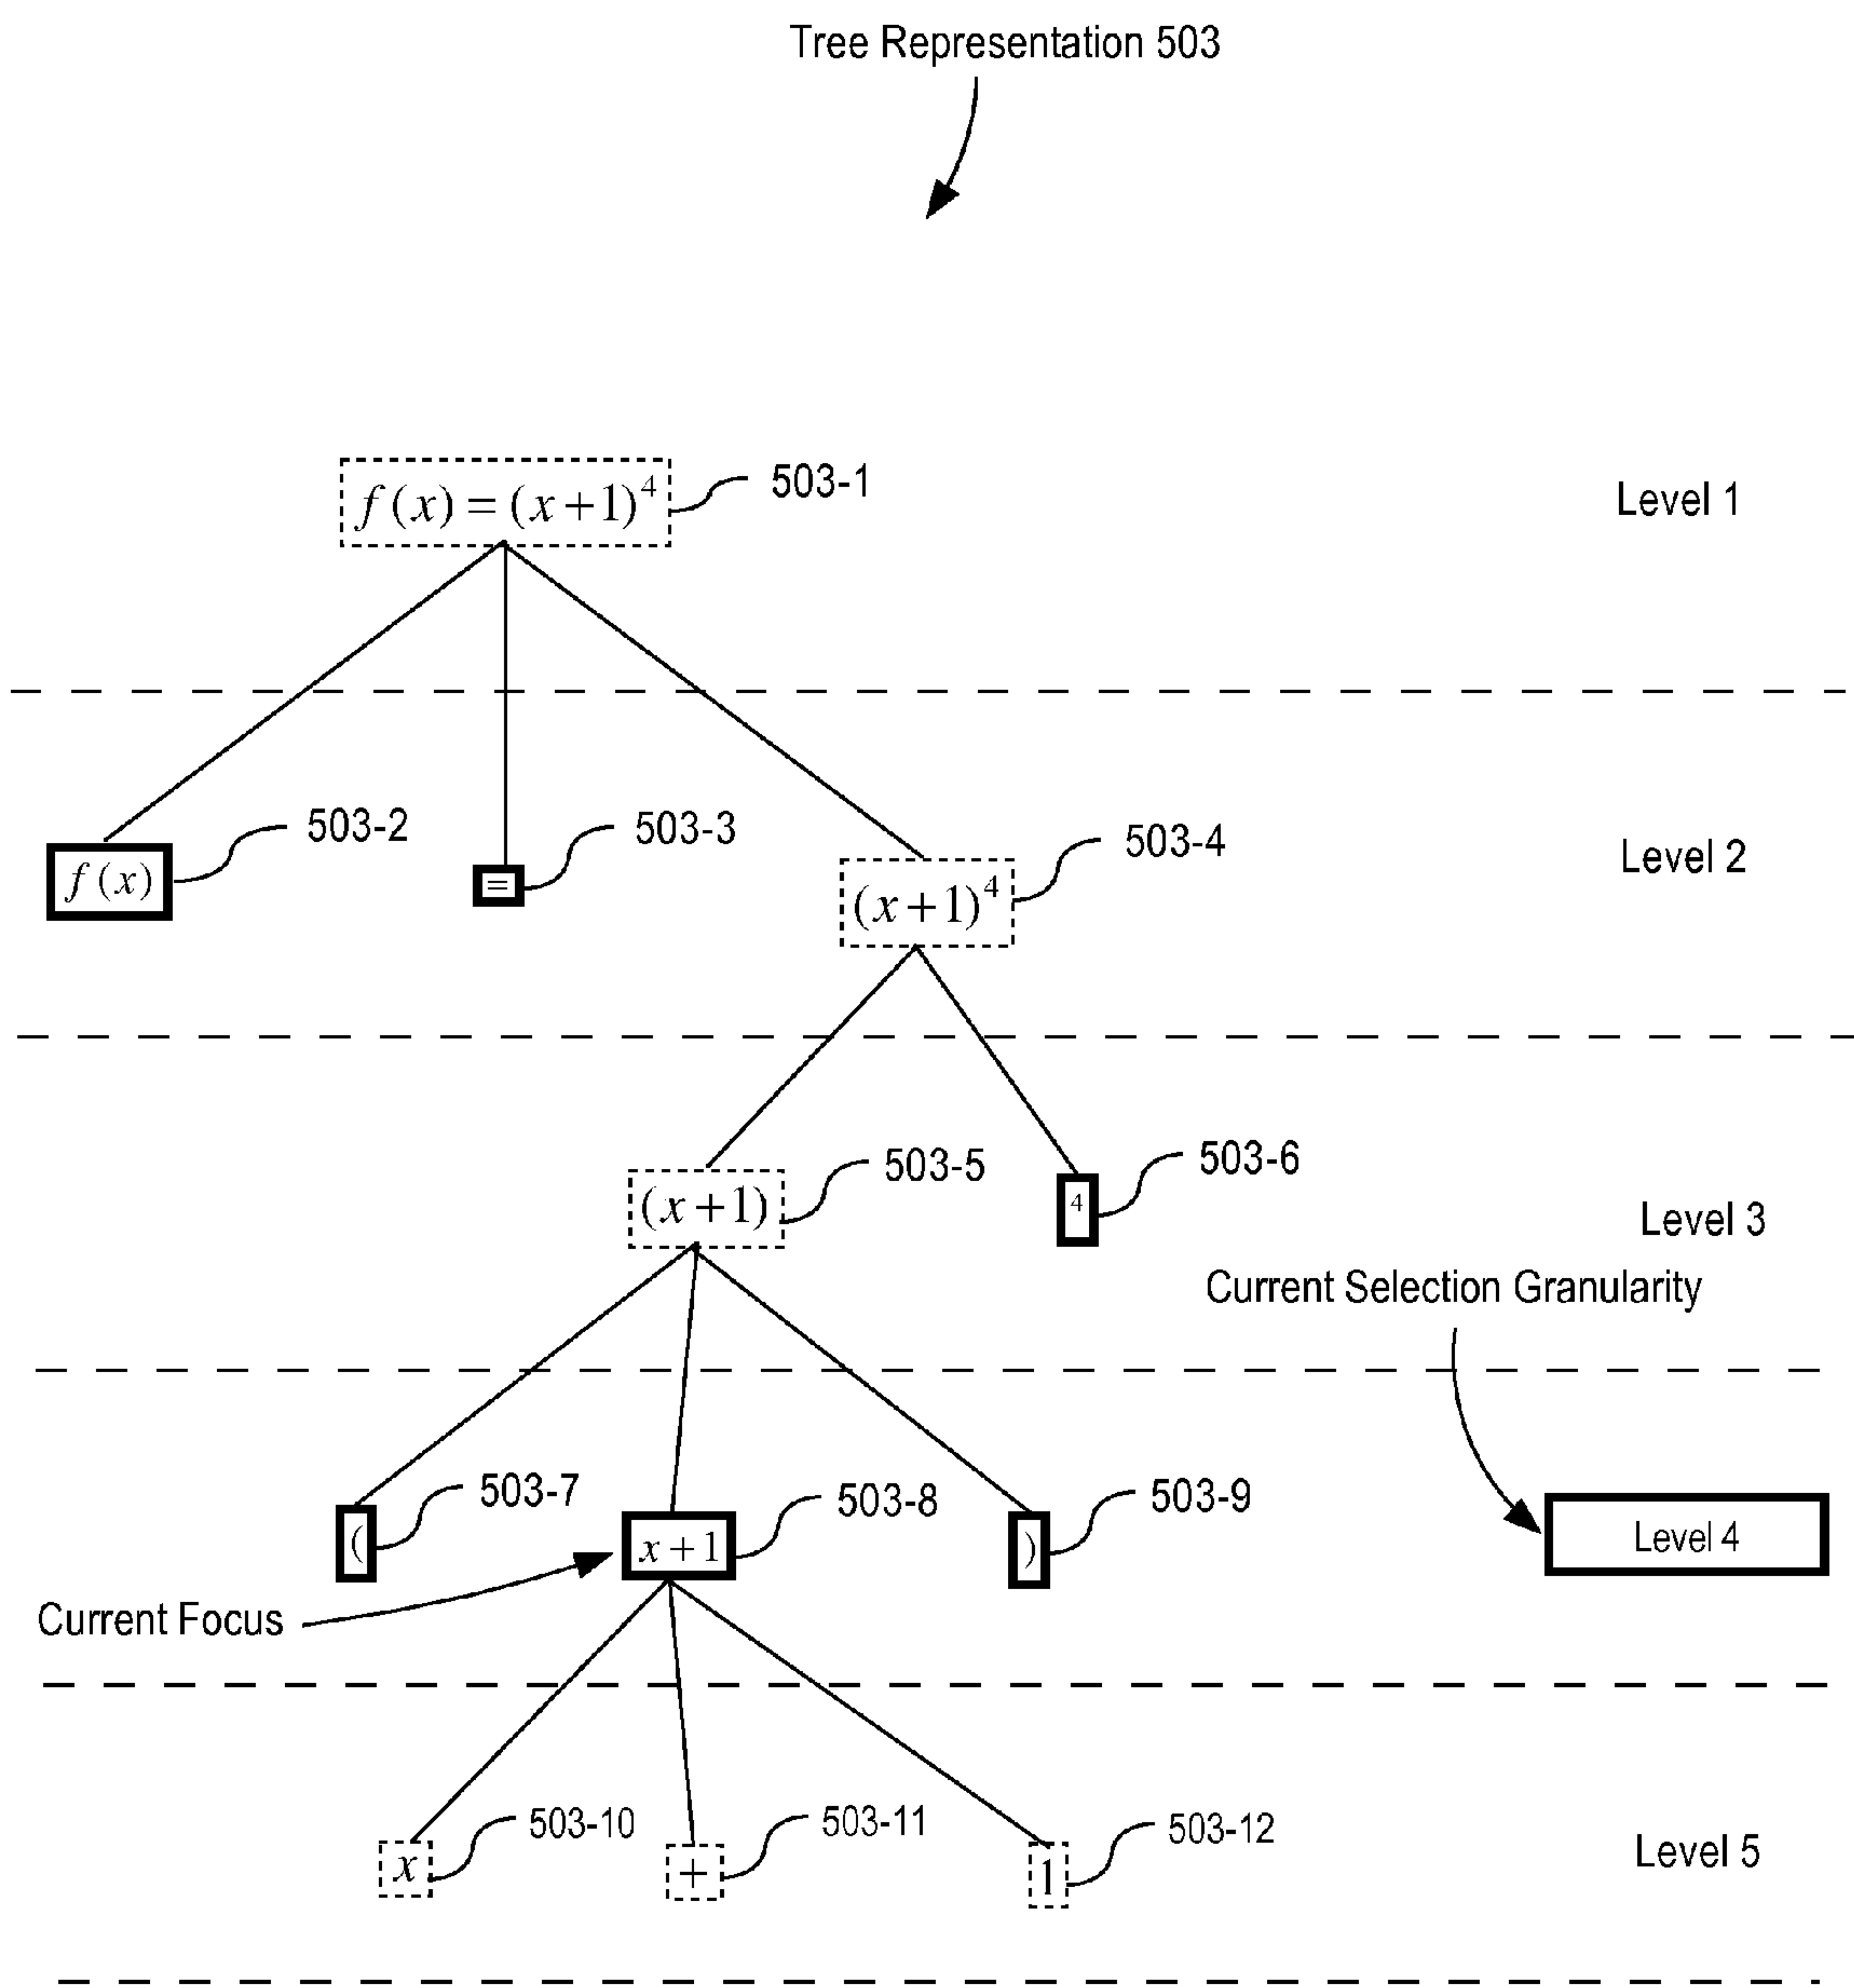 Tree Representation 503
f(x) = (x+1)⁴
503-1
Level 1
f(x)
503-2
=
503-3
(x+1)⁴
503-4
Level 2
(x+1)
503-5
4
503-6
Level 3
Current Selection Granularity
(
503-7
x+1
503-8
)
503-9
Level 4
Current Focus
x
503-10
+
503-11
1
503-12
Level 5